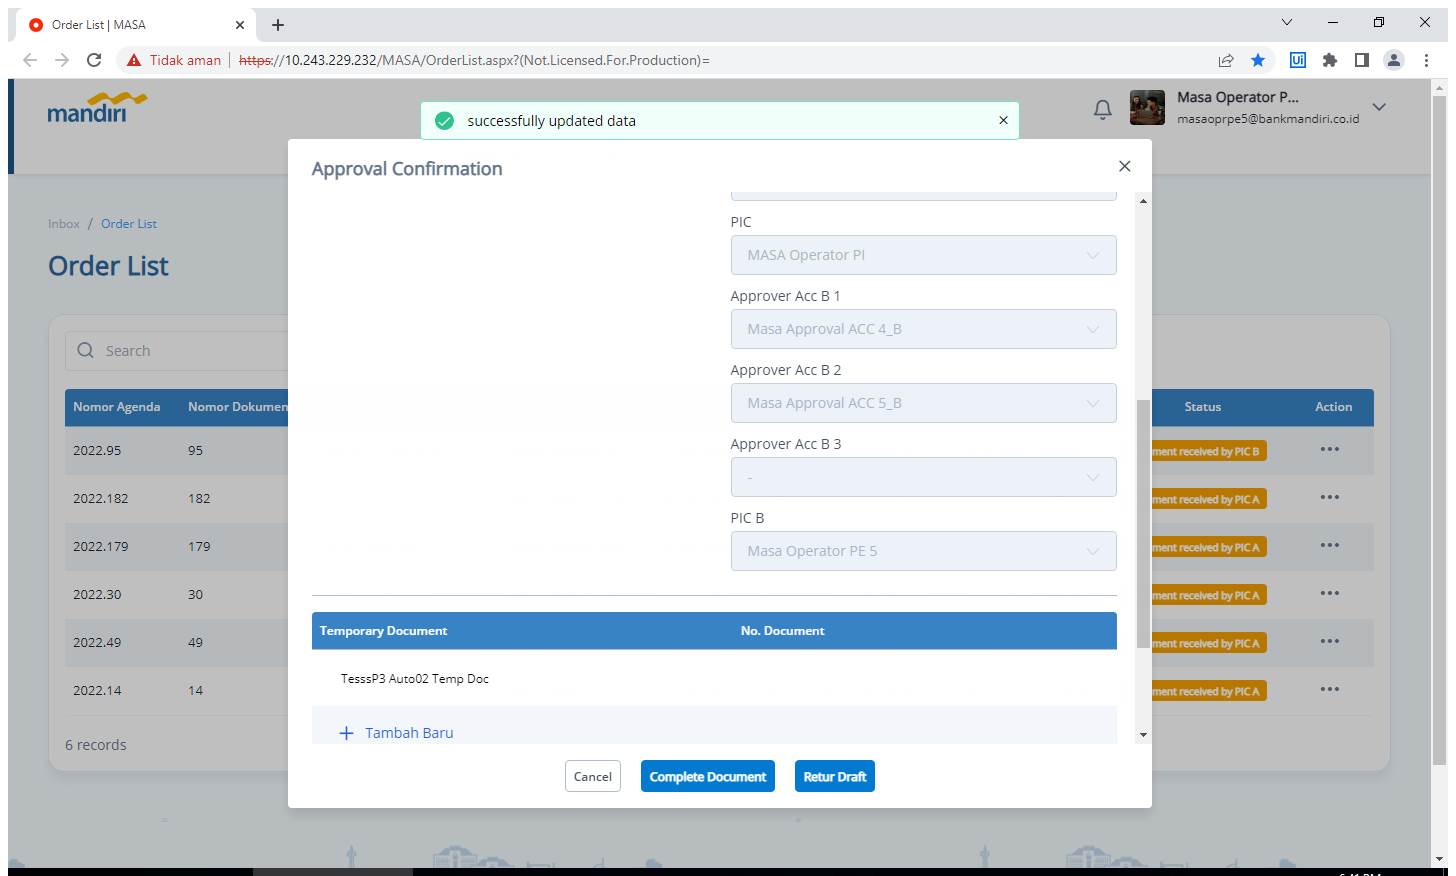 Order List | MASA
Tidak aman
https://10.243.229.232/MASA/OrderList.aspx?(Not.Licensed.For.Production)=
Ui
mandiri
successfully updated data
Masa Operator P...
masaoprpe5@bankmandiri.co.id
Approval Confirmation
Inbox / Order List
Order List
Search
PIC
MASA Operator PI
Approver Acc B 1
Masa Approval ACC 4_B
Approver Acc B 2
Masa Approval ACC 5_B
Approver Acc B 3
-
PIC B
Masa Operator PE 5
Nomor Agenda Nomor Dokumen Status Action
2022.95 95 ment received by PIC B
2022.182 182 ment received by PIC A
2022.179 179 ment received by PIC A
2022.30 30 ment received by PIC A
2022.49 49 ment received by PIC A
2022.14 14 ment received by PIC A
6 records
Temporary Document No. Document
TesssP3 Auto02 Temp Doc
+ Tambah Baru
Cancel Complete Document Retur Draft